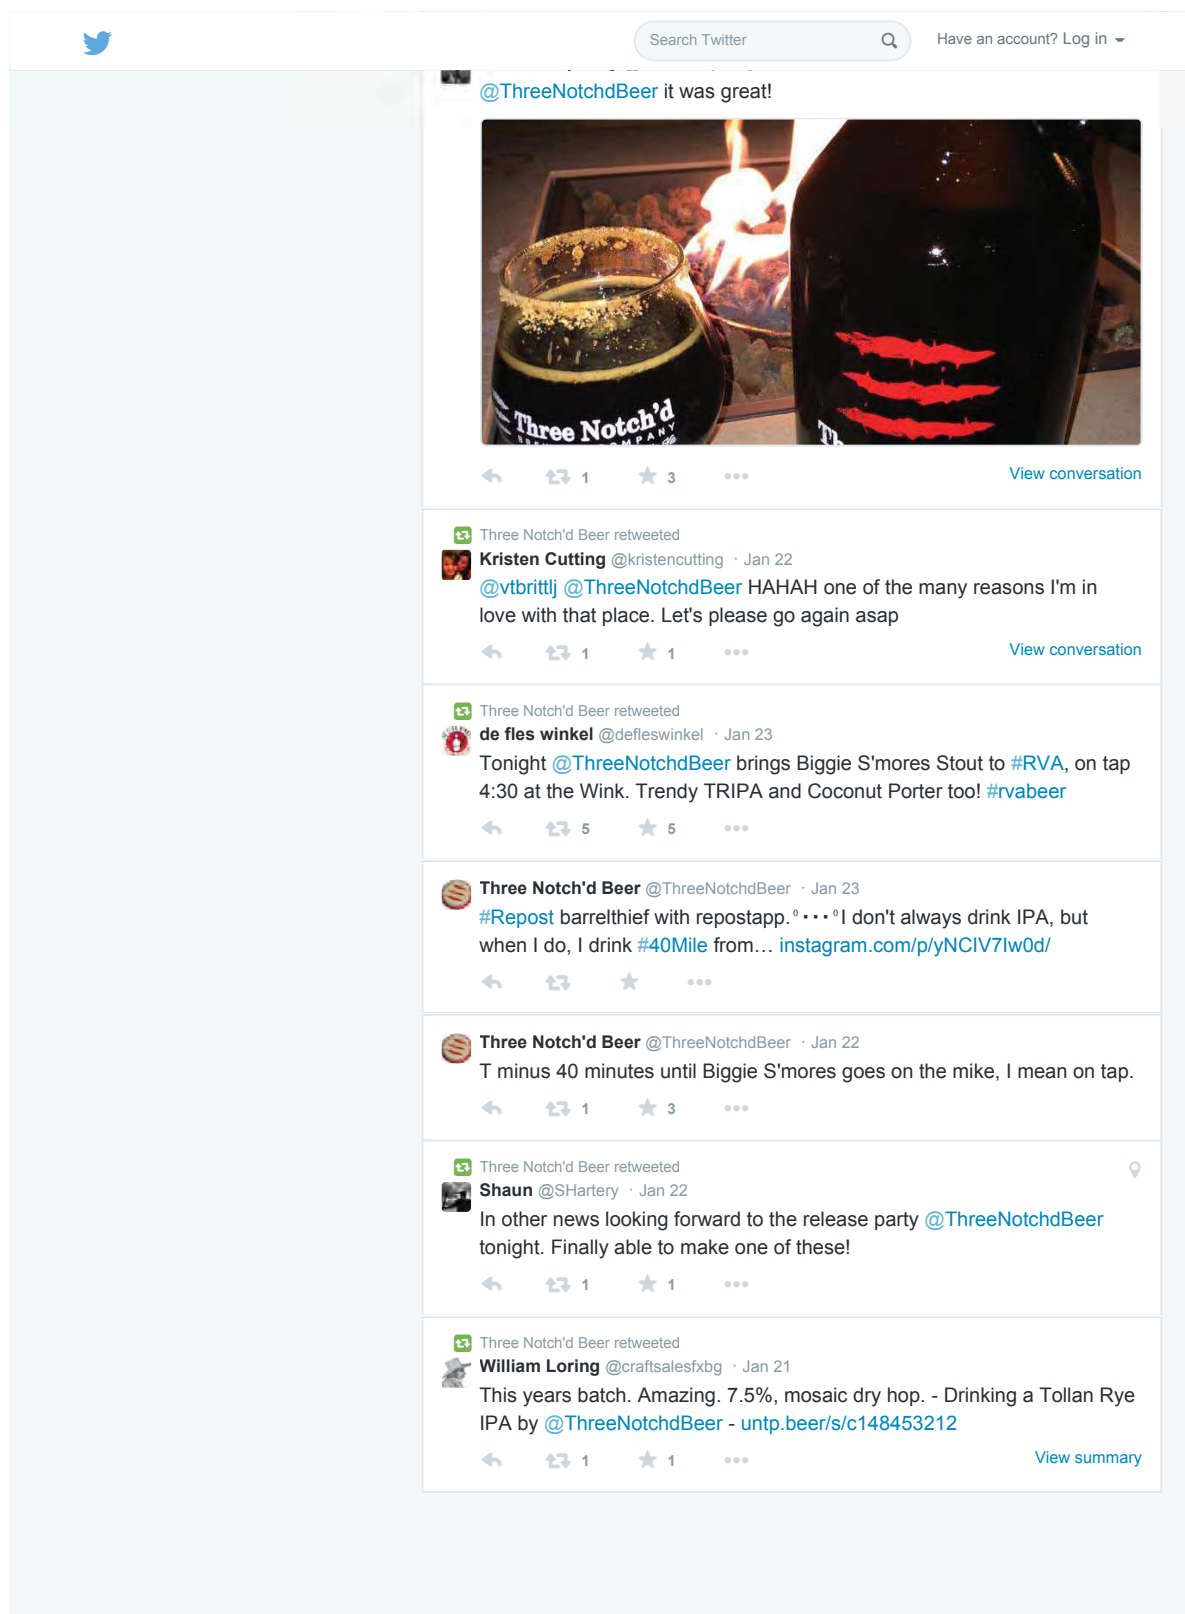 Search Twitter
Have an account? Log in
@ThreeNotchdBeer it was great!
Three Notch'd
COMPANY
Th
1 3 View conversation
Three Notch'd Beer retweeted
Kristen Cutting @kristencutting · Jan 22
@vtbrittlj @ThreeNotchdBeer HAHAH one of the many reasons I'm in
love with that place. Let's please go again asap
1 1 View conversation
Three Notch'd Beer retweeted
de fles winkel @defleswinkel · Jan 23
Tonight @ThreeNotchdBeer brings Biggie S'mores Stout to #RVA, on tap
4:30 at the Wink. Trendy TRIPA and Coconut Porter too! #rvabeer
5 5
Three Notch'd Beer @ThreeNotchdBeer · Jan 23
#Repost barrelthief with repostapp.⁰・・・⁰I don't always drink IPA, but
when I do, I drink #40Mile from… instagram.com/p/yNCIV7Iw0d/
Three Notch'd Beer @ThreeNotchdBeer · Jan 22
T minus 40 minutes until Biggie S'mores goes on the mike, I mean on tap.
1 3
Three Notch'd Beer retweeted
Shaun @SHartery · Jan 22
In other news looking forward to the release party @ThreeNotchdBeer
tonight. Finally able to make one of these!
1 1
Three Notch'd Beer retweeted
William Loring @craftsalesfxbg · Jan 21
This years batch. Amazing. 7.5%, mosaic dry hop. - Drinking a Tollan Rye
IPA by @ThreeNotchdBeer - untp.beer/s/c148453212
1 1 View summary